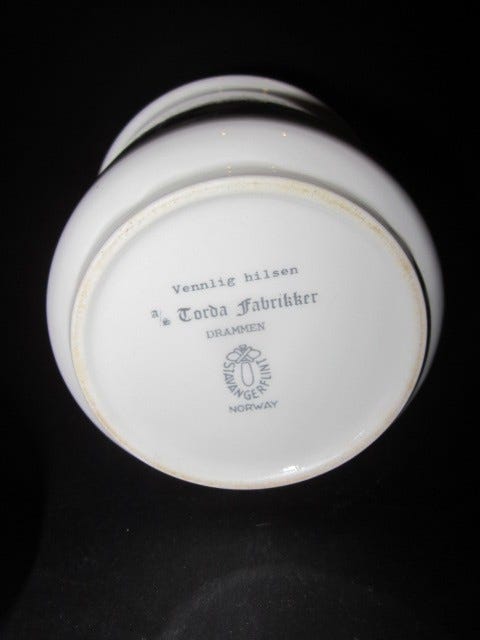 Vennlig hilsen
a/s Torda Fabrikker
DRAMMEN
STAVANGERFLINT
NORWAY